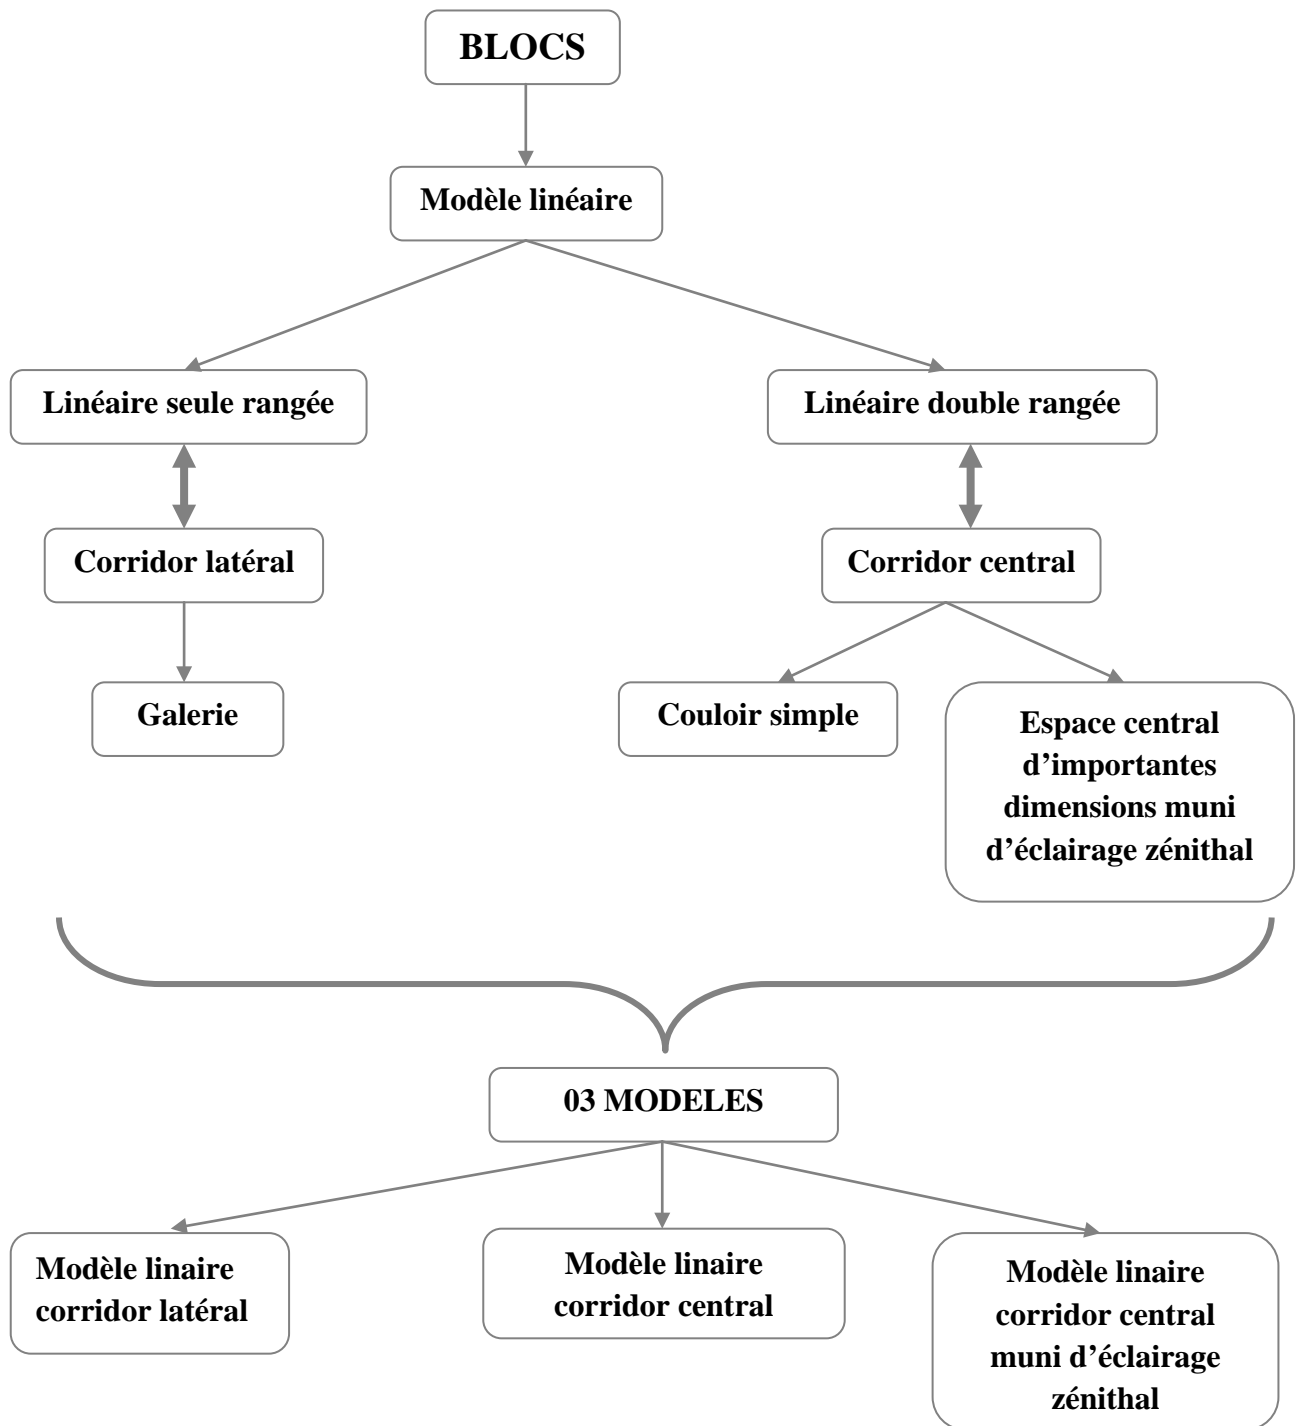 BLOCS
Modèle linéaire
Linéaire seule rangée
Linéaire double rangée
Corridor latéral
Corridor central
Galerie
Couloir simple
Espace central
d’importantes
dimensions muni
d’éclairage zénithal
03 MODELES
Modèle linaire
corridor latéral
Modèle linaire
corridor central
Modèle linaire
corridor central
muni d’éclairage
zénithal